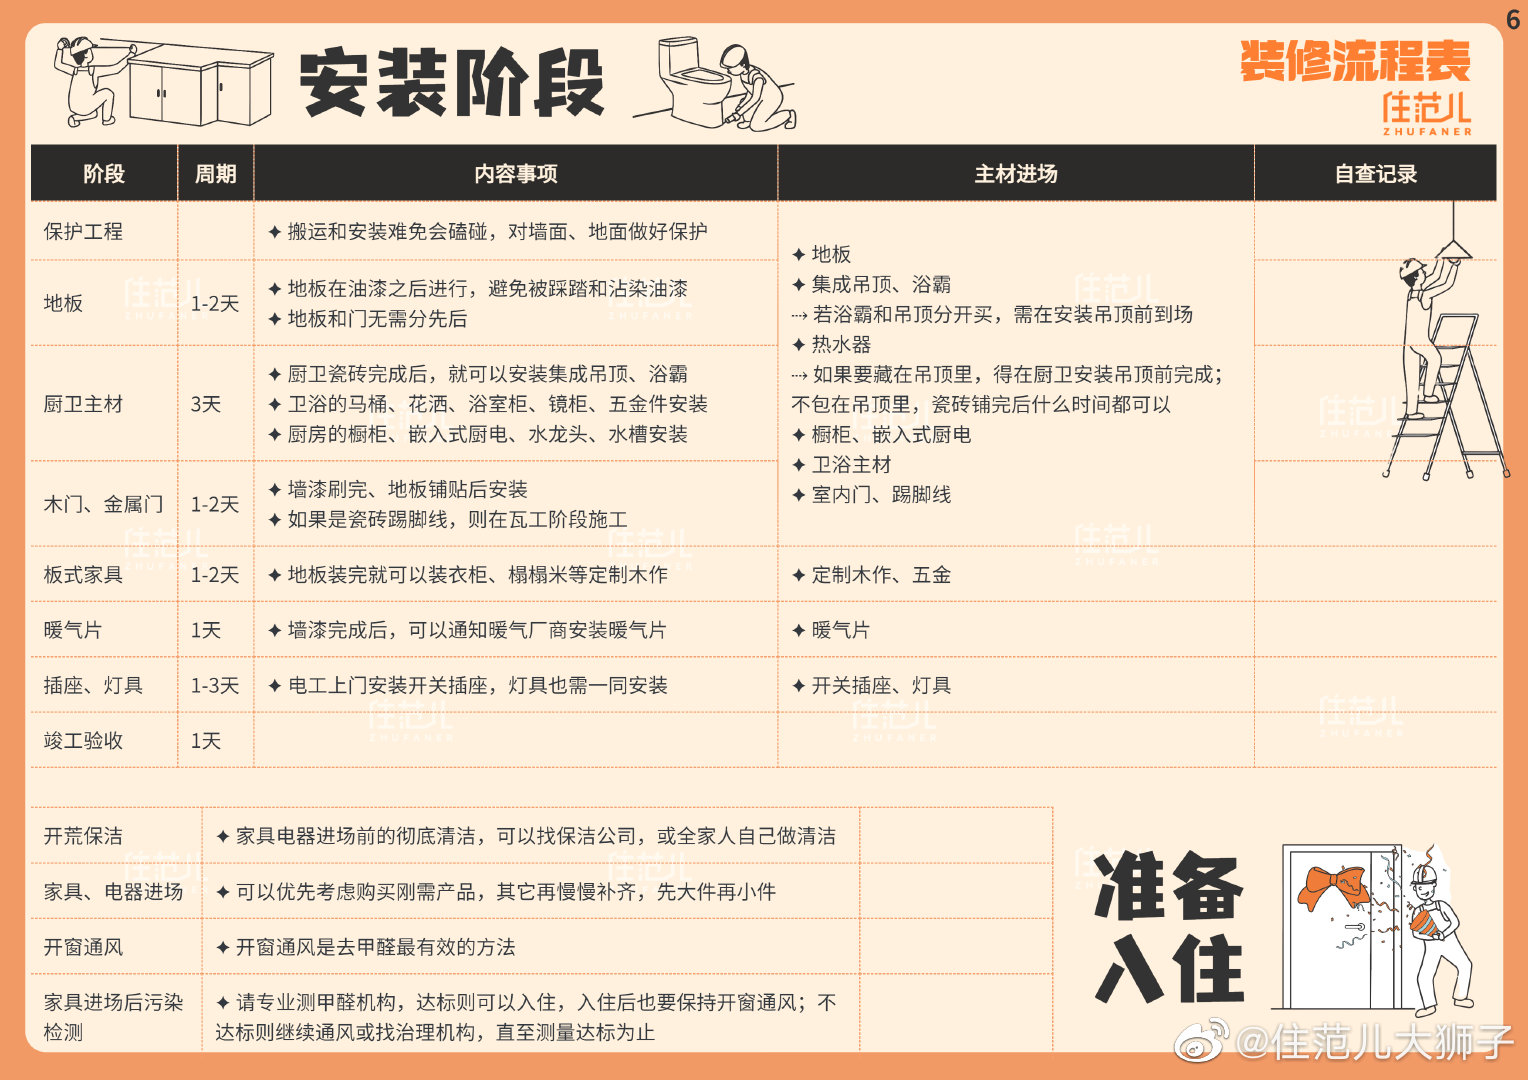 6
安装阶段
装修流程表
住范儿
ZHUFANER
阶段 周期 内容事项 主材进场 自查记录
保护工程
✦ 搬运和安装难免会磕碰，对墙面、地面做好保护
地板
1-2天
✦ 地板在油漆之后进行，避免被踩踏和沾染油漆
✦ 地板和门无需分先后
厨卫主材
3天
✦ 厨卫瓷砖完成后，就可以安装集成吊顶、浴霸
✦ 卫浴的马桶、花洒、浴室柜、镜柜、五金件安装
✦ 厨房的橱柜、嵌入式厨电、水龙头、水槽安装
木门、金属门
1-2天
✦ 墙漆刷完、地板铺贴后安装
✦ 如果是瓷砖踢脚线，则在瓦工阶段施工
✦ 地板
✦ 集成吊顶、浴霸
⇢ 若浴霸和吊顶分开买，需在安装吊顶前到场
✦ 热水器
⇢ 如果要藏在吊顶里，得在厨卫安装吊顶前完成；
不包在吊顶里，瓷砖铺完后什么时间都可以
✦ 橱柜、嵌入式厨电
✦ 卫浴主材
✦ 室内门、踢脚线
板式家具 1-2天 ✦ 地板装完就可以装衣柜、榻榻米等定制木作 ✦ 定制木作、五金
暖气片 1天 ✦ 墙漆完成后，可以通知暖气厂商安装暖气片 ✦ 暖气片
插座、灯具 1-3天 ✦ 电工上门安装开关插座，灯具也需一同安装 ✦ 开关插座、灯具
竣工验收 1天
开荒保洁 ✦ 家具电器进场前的彻底清洁，可以找保洁公司，或全家人自己做清洁
家具、电器进场 ✦ 可以优先考虑购买刚需产品，其它再慢慢补齐，先大件再小件
开窗通风 ✦ 开窗通风是去甲醛最有效的方法
家具进场后污染
检测
✦ 请专业测甲醛机构，达标则可以入住，入住后也要保持开窗通风；不
达标则继续通风或找治理机构，直至测量达标为止
准备
入住
@住范儿大狮子